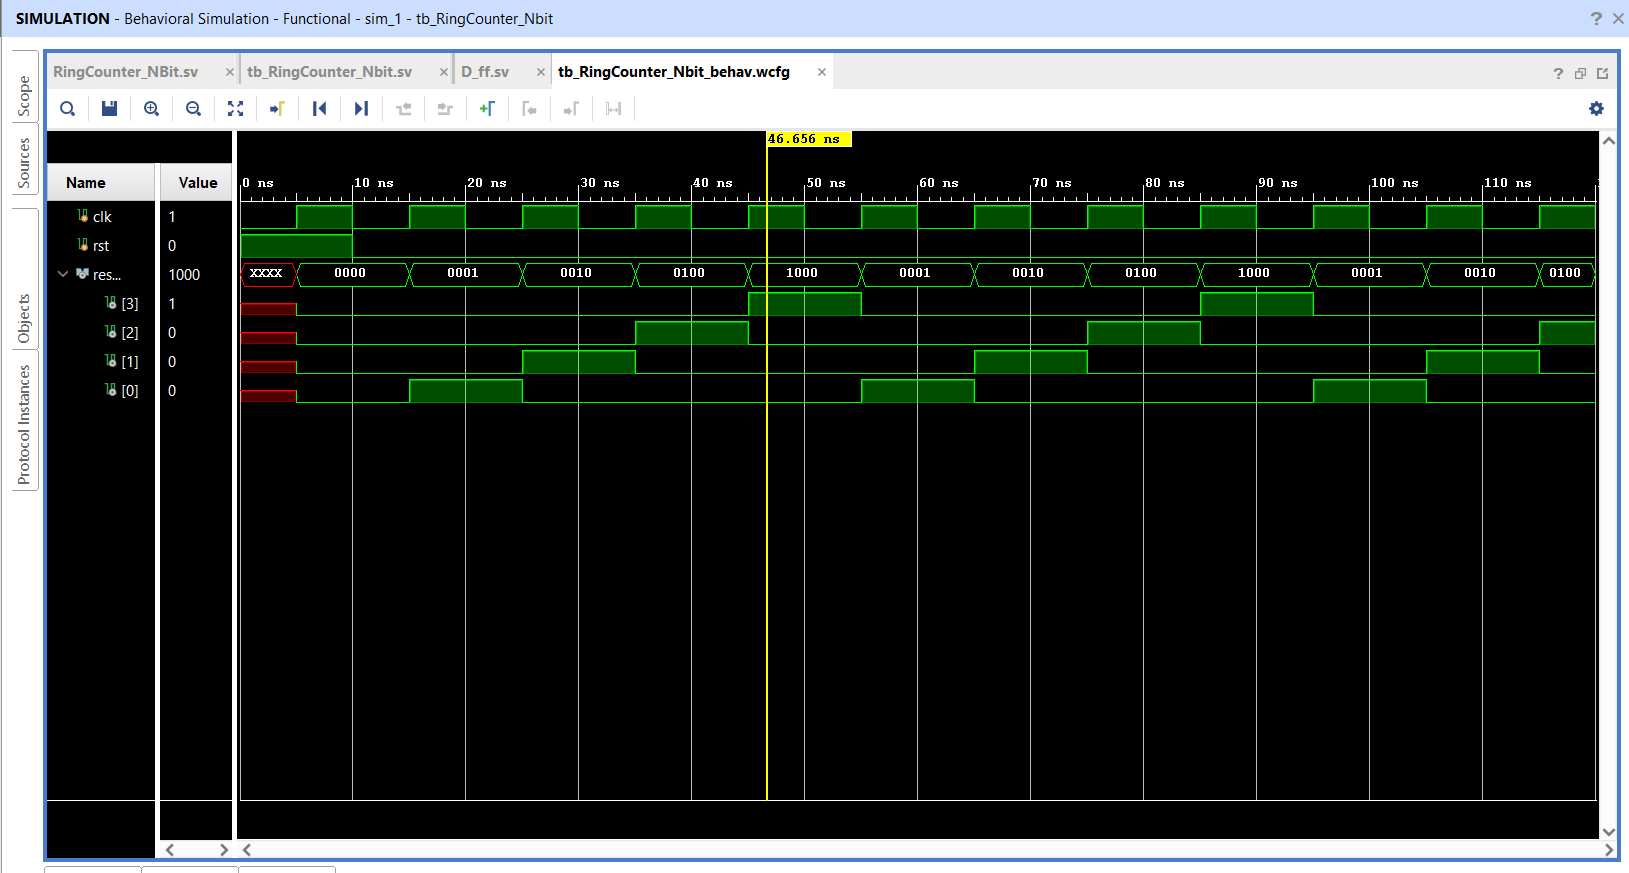 SIMULATION - Behavioral Simulation - Functional - sim_1 - tb_RingCounter_Nbit
RingCounter_NBit.sv tb_RingCounter_Nbit.sv D_ff.sv tb_RingCounter_Nbit_behav.wcfg
Scope
Sources
Objects
Protocol Instances
46.656 ns
Name Value 0 ns 10 ns 20 ns 30 ns 40 ns 50 ns 60 ns 70 ns 80 ns 90 ns 100 ns 110 ns
clk 1
rst 0
res... 1000 XXXX 0000 0001 0010 0100 1000 0001 0010 0100 1000 0001 0010 0100
[3] 1
[2] 0
[1] 0
[0] 0